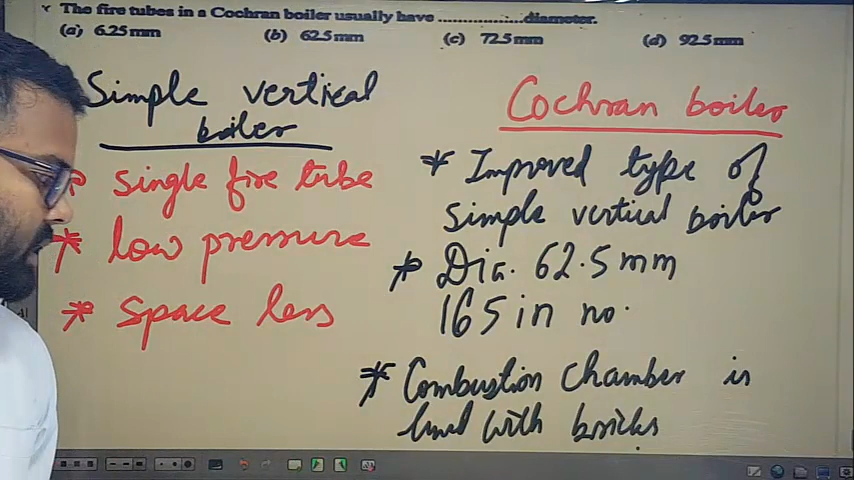 The fire tubes in a Cochran boiler usually have ....................diameter.
(a) 6.25 mm (b) 62.5 mm (c) 72.5 mm (d) 92.5 mm
Simple vertical
boiler
* single fire tube
* low pressure
* space less
Cochran boiler
* Improved type of
simple vertical boiler
* Dia. 62.5 mm
165 in no.
* Combustion chamber is
lined with bricks